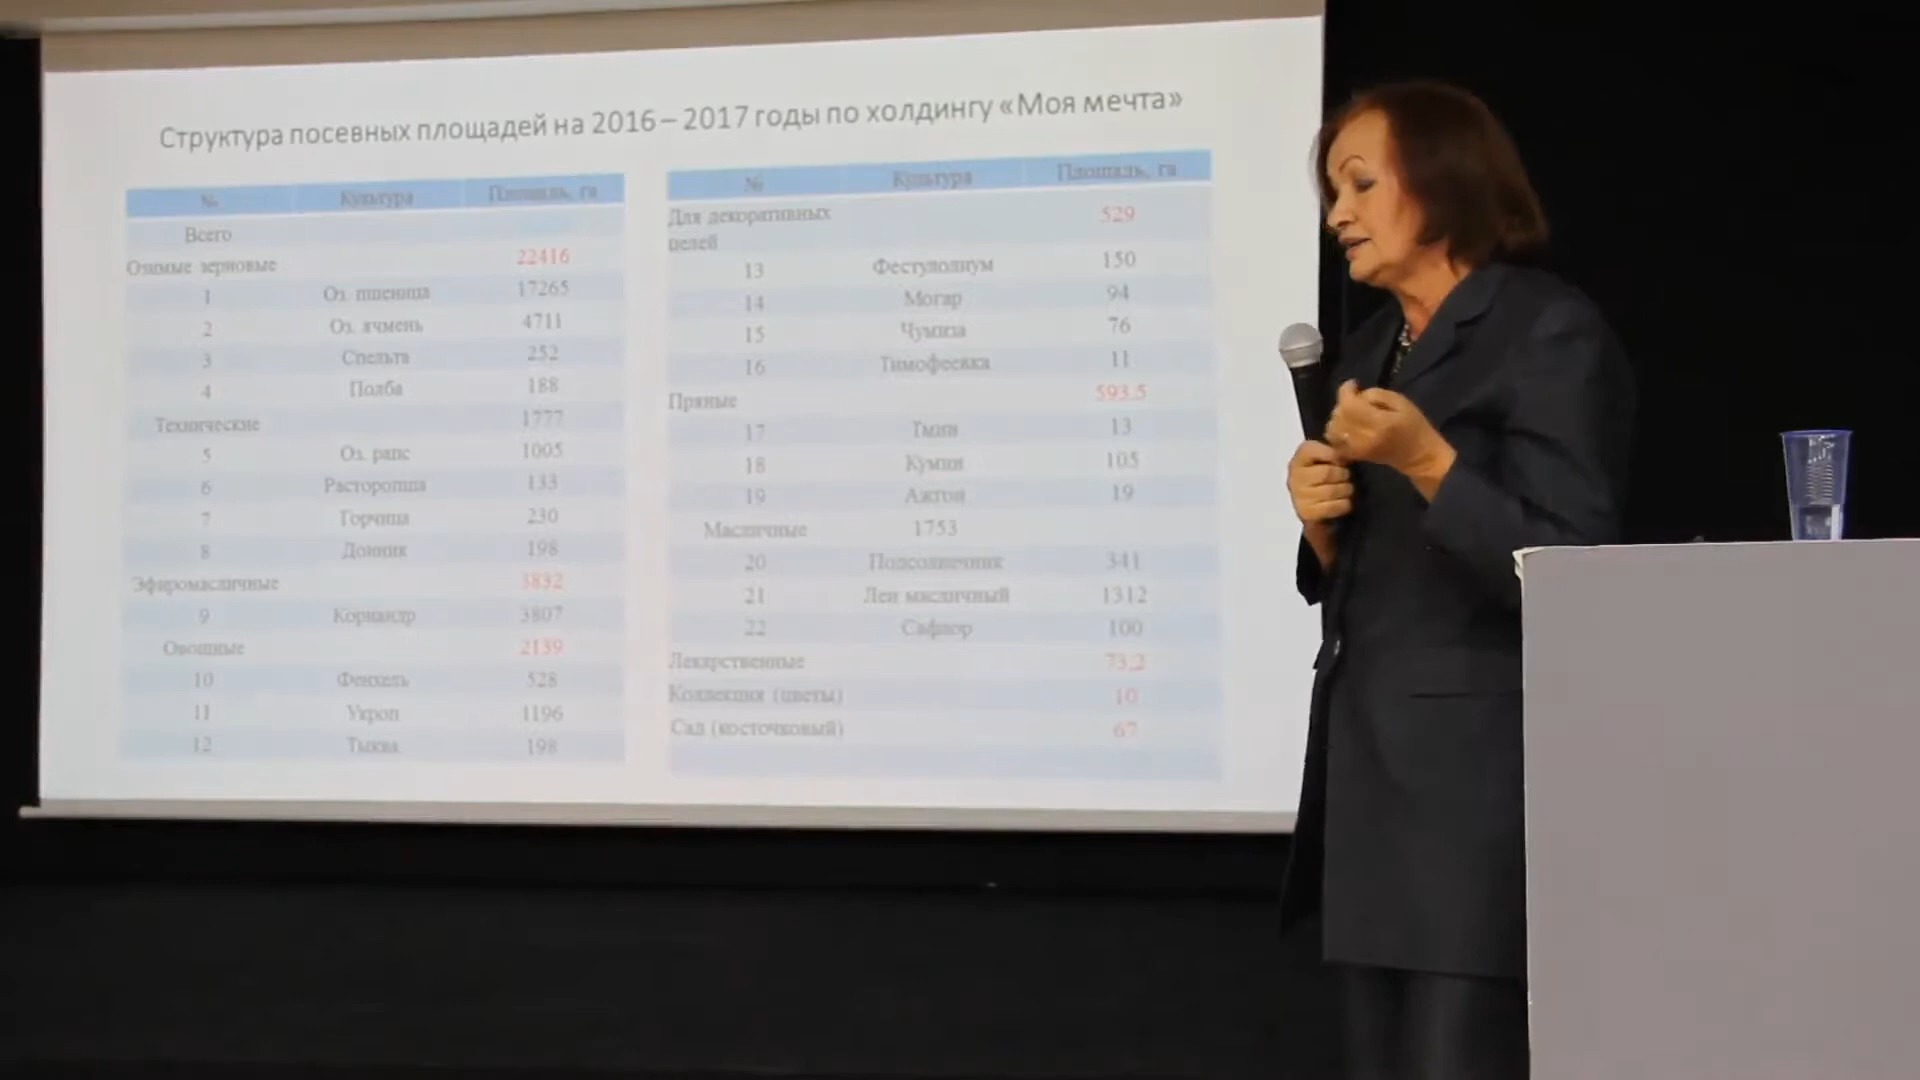 Структура посевных площадей на 2016 – 2017 годы по холдингу «Моя мечта»
№ Культура Площадь, га
Всего
Озимые зерновые 22416
1 Оз. пшеница 17265
2 Оз. ячмень 4711
3 Спельта 252
4 Полба 188
Технические 1777
5 Оз. рапс 1005
6 Расторопша 133
7 Горчица 230
8 Донник 198
Эфиромасличные 3832
9 Кориандр 3807
Овощные 2139
10 Фенхель 528
11 Укроп 1196
12 Тыква 198
№ Культура Площадь, га
Для декоративных 529
целей
13 Фестулолиум 150
14 Могар 94
15 Чумиза 76
16 Тимофеевка 11
Пряные 593.5
17 Тмин 13
18 Кумин 105
19 Ажгон 19
Масличные 1753
20 Подсолнечник 341
21 Лен масличный 1312
22 Сафлор 100
Лекарственные 73.2
Коллекция (цветы) 10
Сад (косточковый) 67